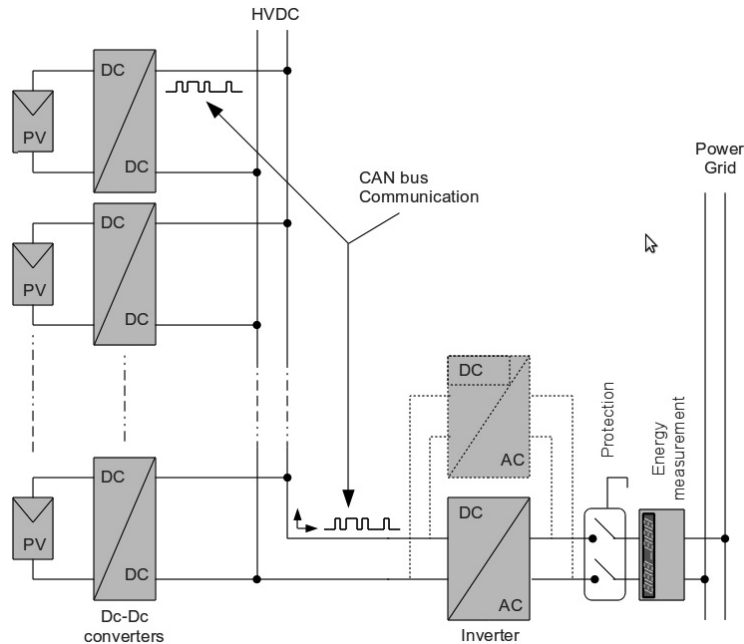 HVDC
DC
PV
DC
CAN bus
Communication
Power
Grid
DC
PV
DC
DC
AC
Protection
Energy
measurement
DC
PV
DC
DC
AC
Dc-Dc
converters
Inverter